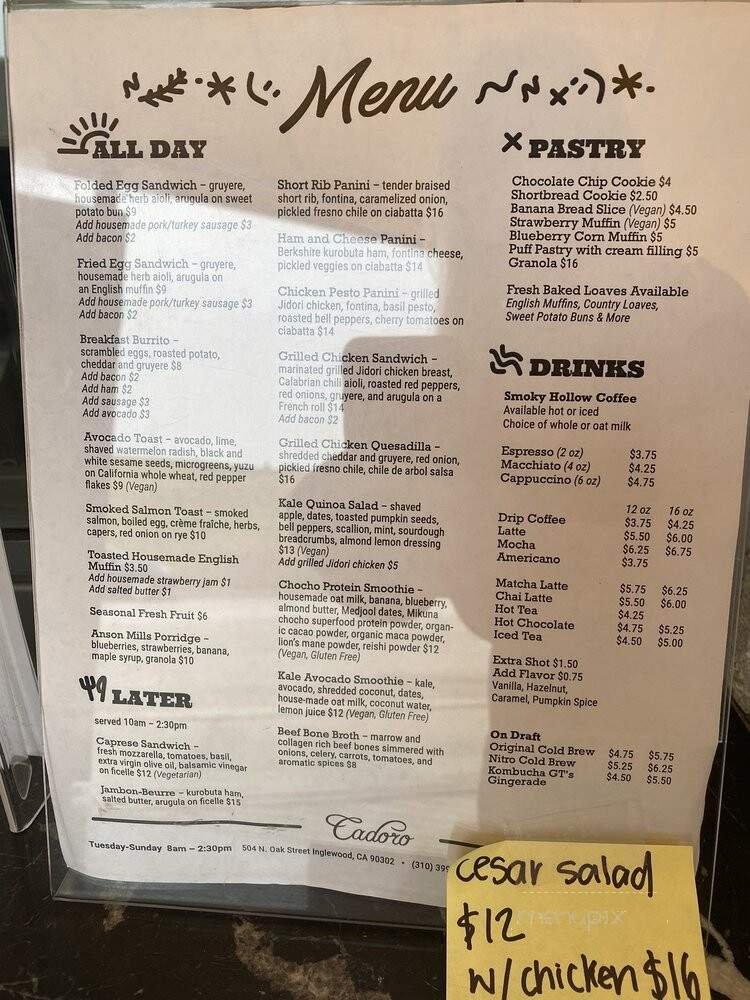 Menu
ALL DAY
Folded Egg Sandwich – gruyere,
housemade herb aioli, arugula on sweet
potato bun $9
Add housemade pork/turkey sausage $3
Add bacon $2
Fried Egg Sandwich – gruyere,
housemade herb aioli, arugula on
an English muffin $9
Add housemade pork/turkey sausage $3
Add bacon $2
Breakfast Burrito –
scrambled eggs, roasted potato,
cheddar and gruyere $8
Add bacon $2
Add ham $2
Add sausage $3
Add avocado $3
Avocado Toast – avocado, lime,
shaved watermelon radish, black and
white sesame seeds, microgreens, yuzu
on California whole wheat, red pepper
flakes $9 (Vegan)
Smoked Salmon Toast – smoked
salmon, boiled egg, crème fraîche, herbs,
capers, red onion on rye $10
Toasted Housemade English
Muffin $3.50
Add housemade strawberry jam $1
Add salted butter $1
Seasonal Fresh Fruit $6
Anson Mills Porridge –
blueberries, strawberries, banana,
maple syrup, granola $10
LATER
served 10am – 2:30pm
Caprese Sandwich –
fresh mozzarella, tomatoes, basil,
extra virgin olive oil, balsamic vinegar
on ficelle $12 (Vegetarian)
Jambon-Beurre – kurobuta ham,
salted butter, arugula on ficelle $15
Short Rib Panini – tender braised
short rib, fontina, caramelized onion,
pickled fresno chile on ciabatta $16
Ham and Cheese Panini –
Berkshire kurobuta ham, fontina cheese,
pickled veggies on ciabatta $14
Chicken Pesto Panini – grilled
Jidori chicken, fontina, basil pesto,
roasted bell peppers, cherry tomatoes on
ciabatta $14
Grilled Chicken Sandwich –
marinated grilled Jidori chicken breast,
Calabrian chili aioli, roasted red peppers,
red onions, gruyere, and arugula on a
French roll $14
Add bacon $2
Grilled Chicken Quesadilla –
shredded cheddar and gruyere, red onion,
pickled fresno chile, chile de arbol salsa
$16
Kale Quinoa Salad – shaved
apple, dates, toasted pumpkin seeds,
bell peppers, scallion, mint, sourdough
breadcrumbs, almond lemon dressing
$13 (Vegan)
Add grilled Jidori chicken $5
Chocho Protein Smoothie –
housemade oat milk, banana, blueberry,
almond butter, Medjool dates, Mikuna
chocho superfood protein powder, organ-
ic cacao powder, organic maca powder,
lion's mane powder, reishi powder $12
(Vegan, Gluten Free)
Kale Avocado Smoothie – kale,
avocado, shredded coconut, dates,
house-made oat milk, coconut water,
lemon juice $12 (Vegan, Gluten Free)
Beef Bone Broth – marrow and
collagen rich beef bones simmered with
onions, celery, carrots, tomatoes, and
aromatic spices $8
PASTRY
Chocolate Chip Cookie $4
Shortbread Cookie $2.50
Banana Bread Slice (Vegan) $4.50
Strawberry Muffin (Vegan) $5
Blueberry Corn Muffin $5
Puff Pastry with cream filling $5
Granola $16
Fresh Baked Loaves Available
English Muffins, Country Loaves,
Sweet Potato Buns & More
DRINKS
Smoky Hollow Coffee
Available hot or iced
Choice of whole or oat milk
Espresso (2 oz) $3.75
Macchiato (4 oz) $4.25
Cappuccino (6 oz) $4.75
12 oz 16 oz
Drip Coffee $3.75 $4.25
Latte $5.50 $6.00
Mocha $6.25 $6.75
Americano $3.75
Matcha Latte $5.75 $6.25
Chai Latte $5.50 $6.00
Hot Tea $4.25
Hot Chocolate $4.75 $5.25
Iced Tea $4.50 $5.00
Extra Shot $1.50
Add Flavor $0.75
Vanilla, Hazelnut,
Caramel, Pumpkin Spice
On Draft
Original Cold Brew $4.75 $5.75
Nitro Cold Brew $5.25 $6.25
Kombucha GT's $4.50 $5.50
Gingerade
Cadoro
Tuesday-Sunday 8am – 2:30pm 504 N. Oak Street Inglewood, CA 90302 • (310) 399
cesar salad
$12
menupix
w/ chicken $16